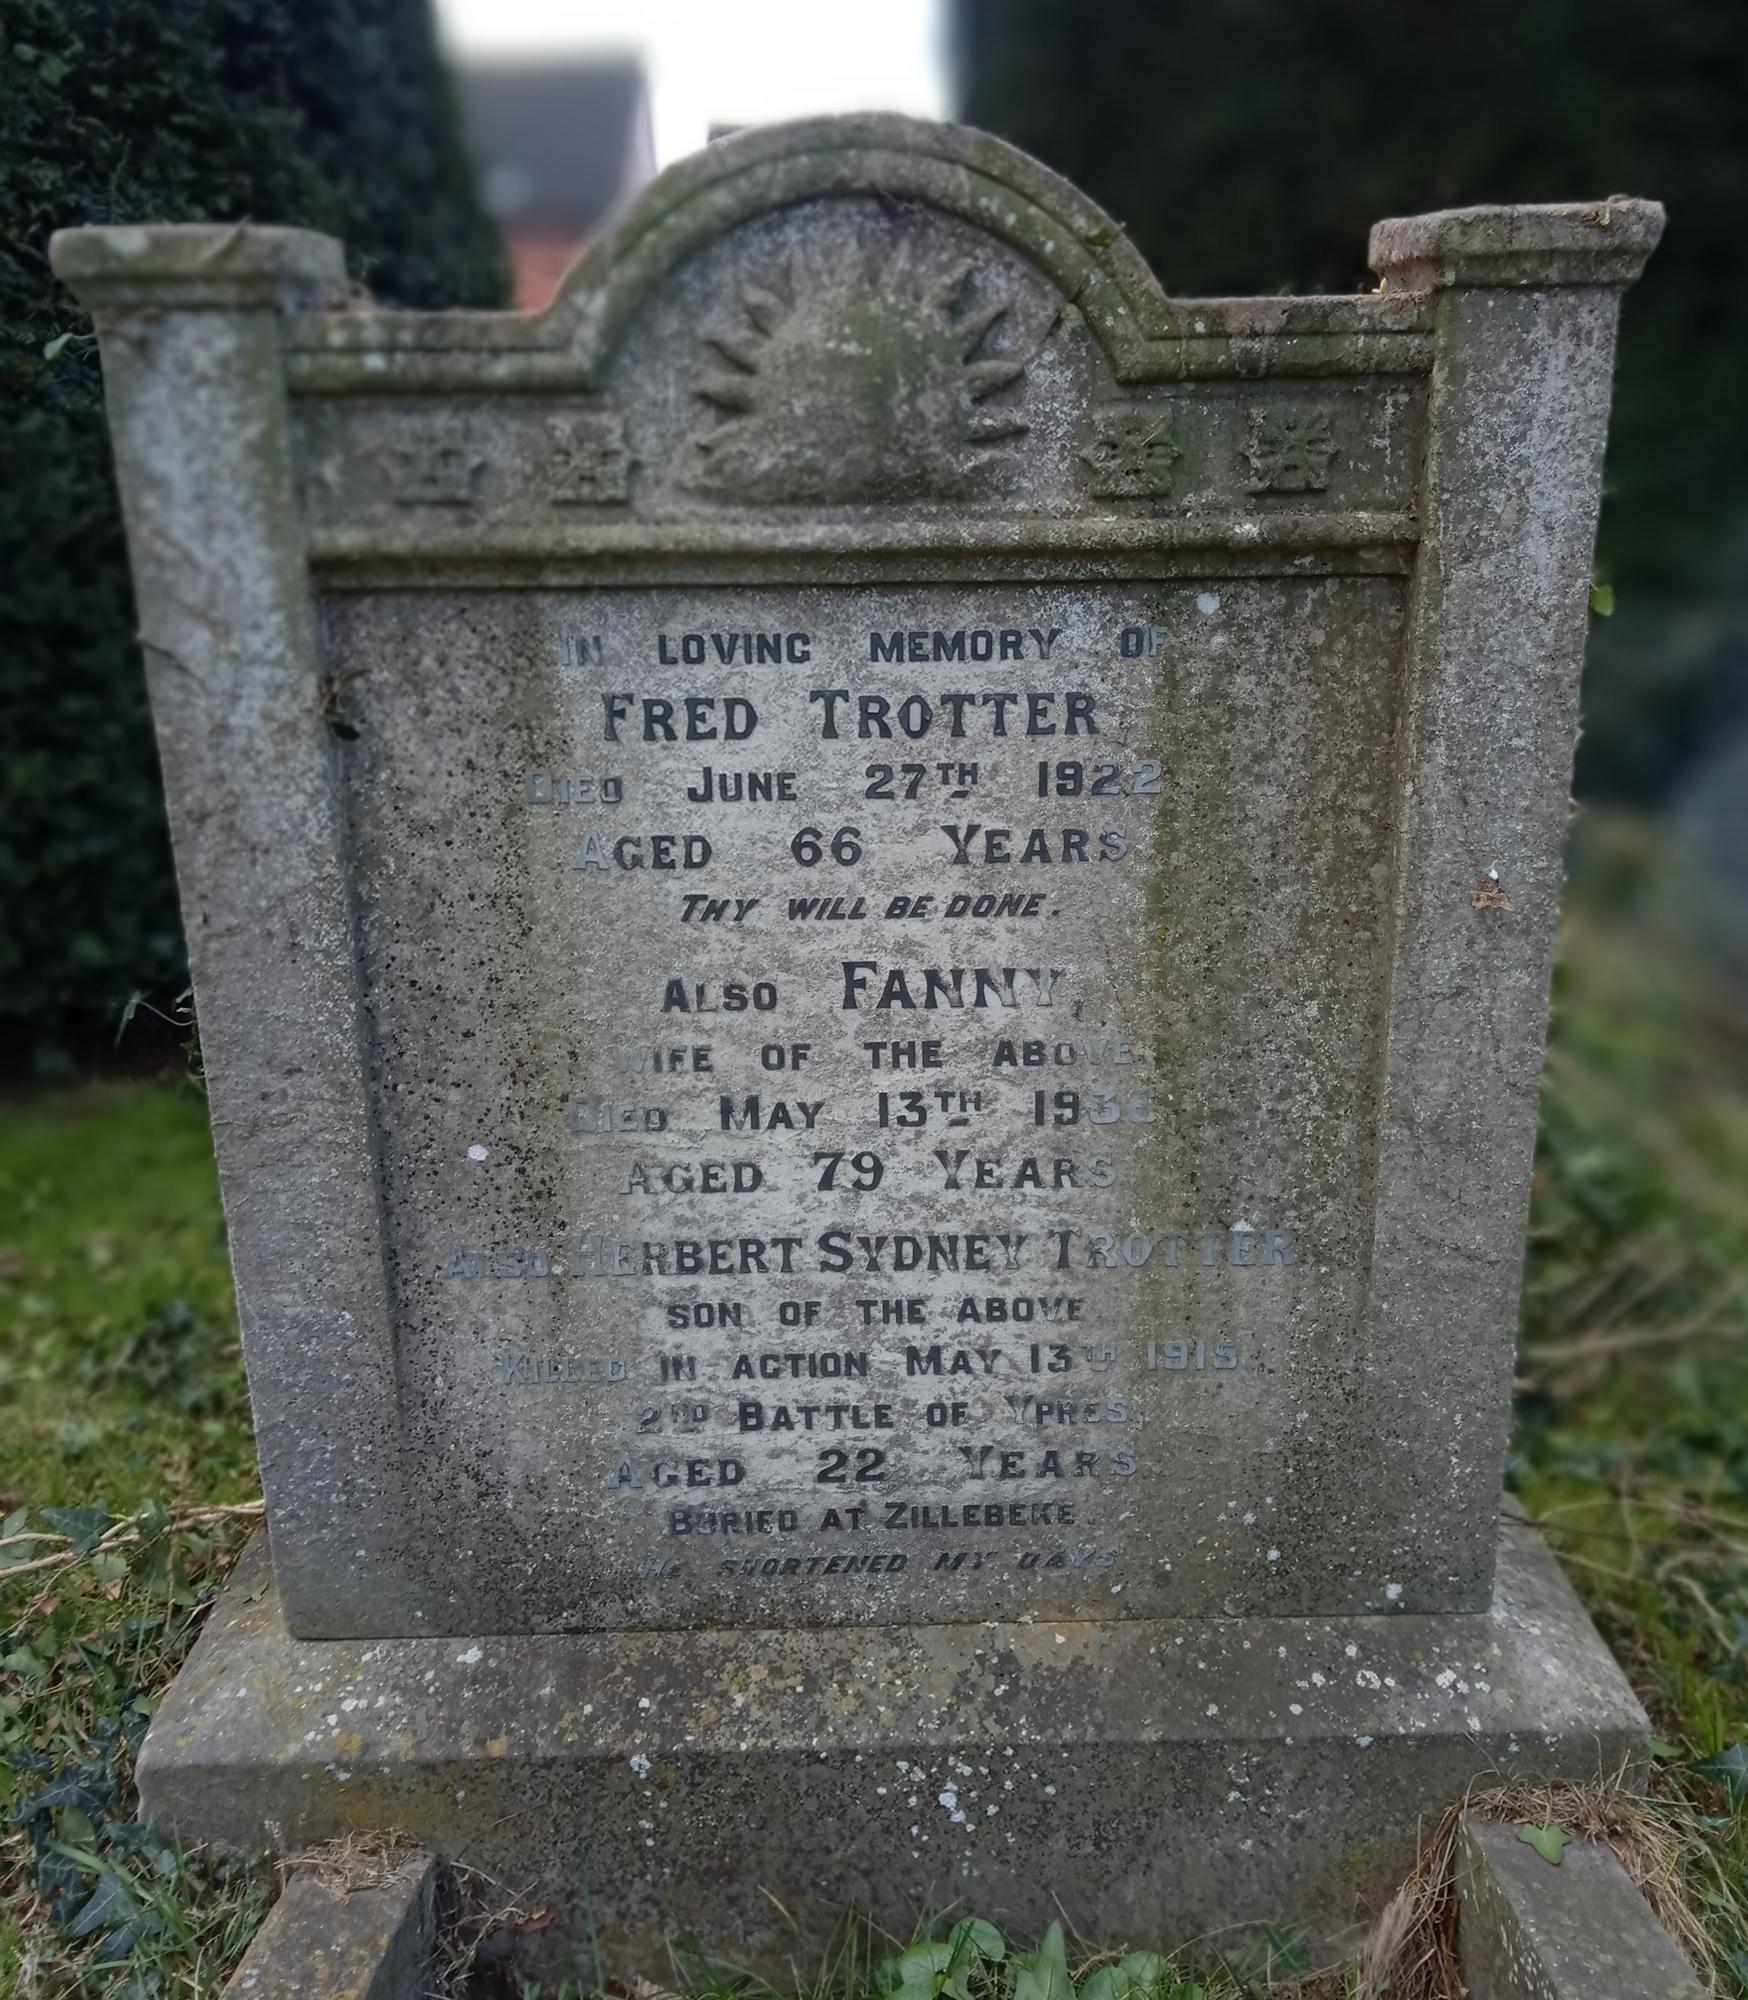 IN LOVING MEMORY OF
FRED TROTTER,
DIED JUNE 27TH 1922,
AGED 66 YEARS
THY WILL BE DONE.
ALSO FANNY,
WIFE OF THE ABOVE
DIED MAY 13TH
AGED 79 YEARS
ALSO HERBERT SYDNEY TROTTER,
SON OF THE ABOVE
KILLED IN ACTION MAY 13TH 1915,
2ND BATTLE OF YPRES,
AGED 22 YEARS
BURIED AT ZILLEBEKE.
HE SHORTENED MY DAYS